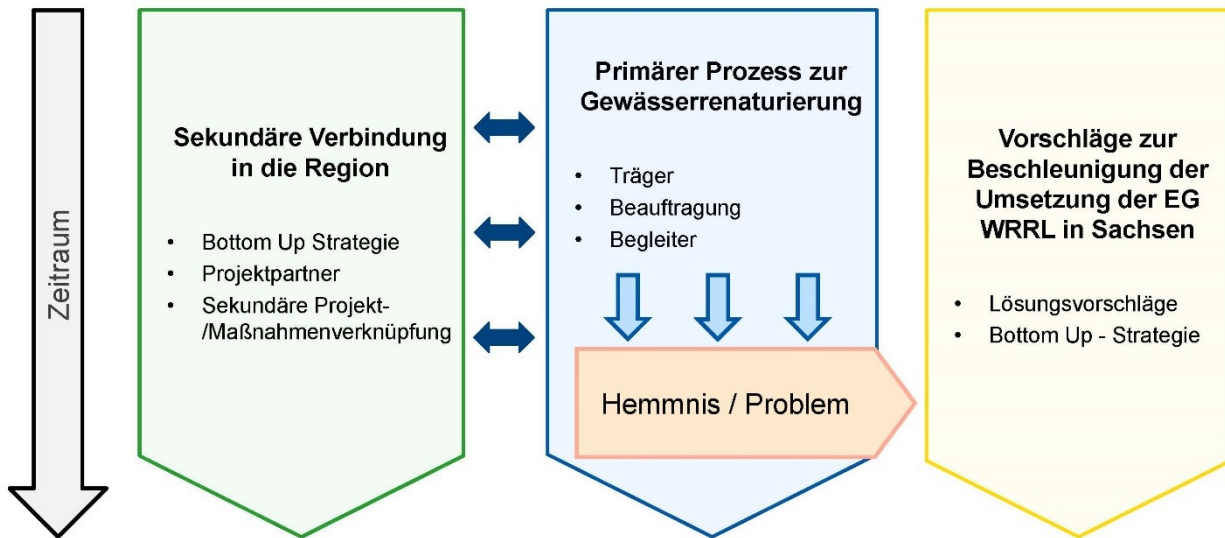 Zeitraum
Sekundäre Verbindung
in die Region
• Bottom Up Strategie
• Projektpartner
• Sekundäre Projekt-
/Maßnahmenverknüpfung
Primärer Prozess zur
Gewässerrenaturierung
• Träger
• Beauftragung
• Begleiter
Hemmnis / Problem
Vorschläge zur
Beschleunigung der
Umsetzung der EG
WRRL in Sachsen
• Lösungsvorschläge
• Bottom Up - Strategie